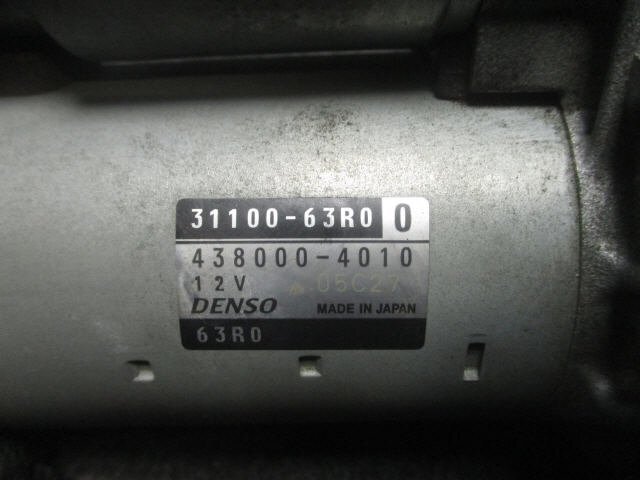 31100-63R0 0
438000-4010
12V 05C27
DENSO MADE IN JAPAN
63R0